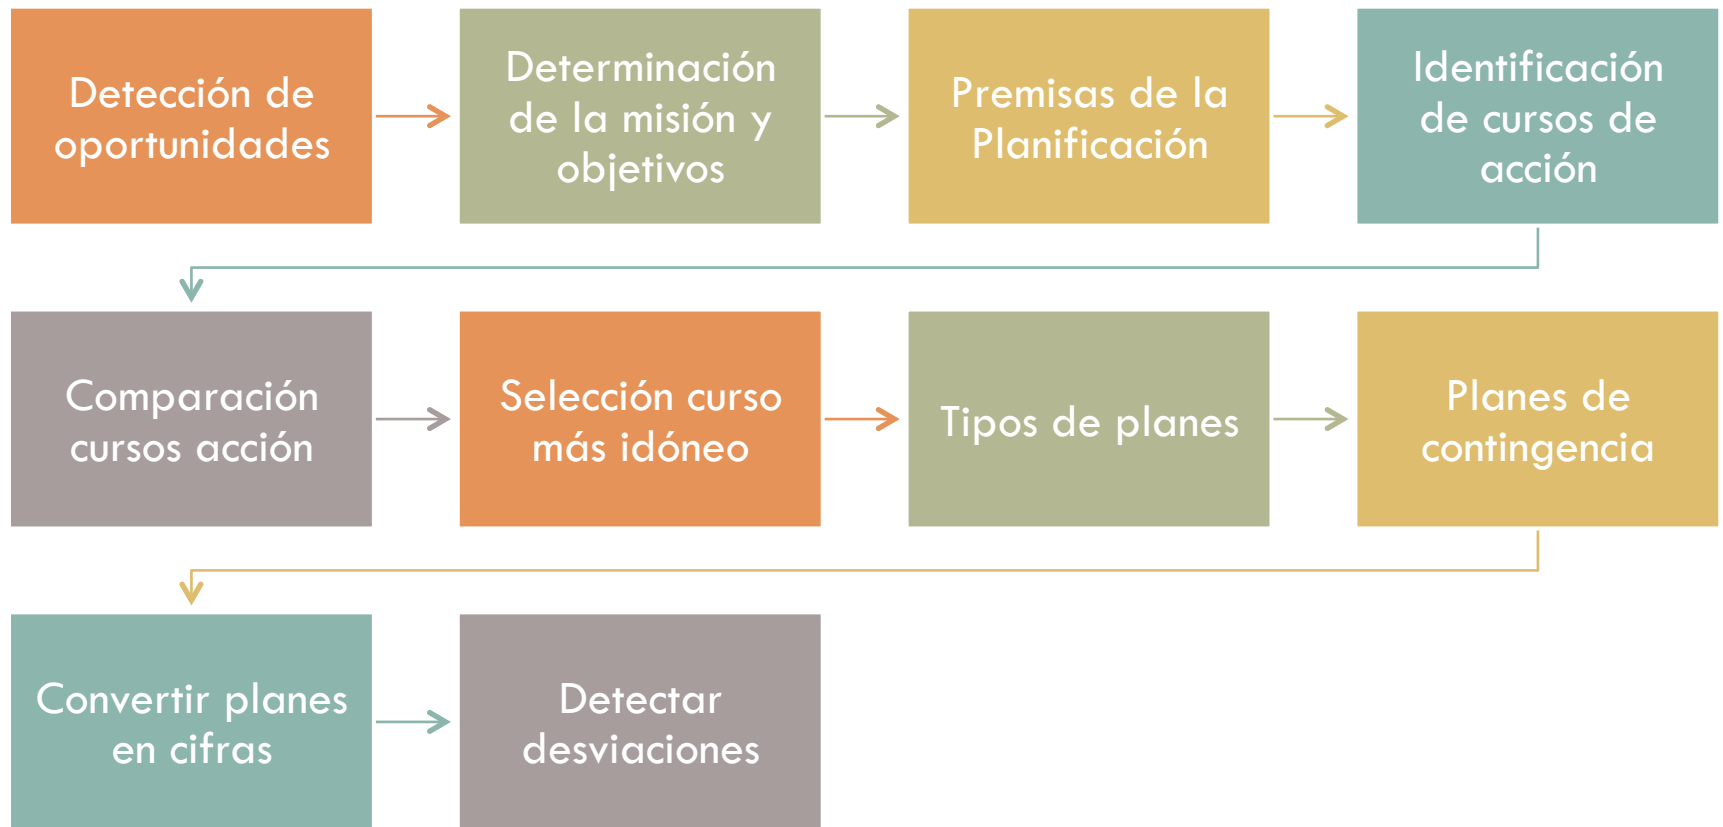 Detección de
oportunidades
Determinación
de la misión y
objetivos
Premisas de la
Planificación
Identificación
de cursos de
acción
Comparación
cursos acción
Selección curso
más idóneo
Tipos de planes
Planes de
contingencia
Convertir planes
en cifras
Detectar
desviaciones